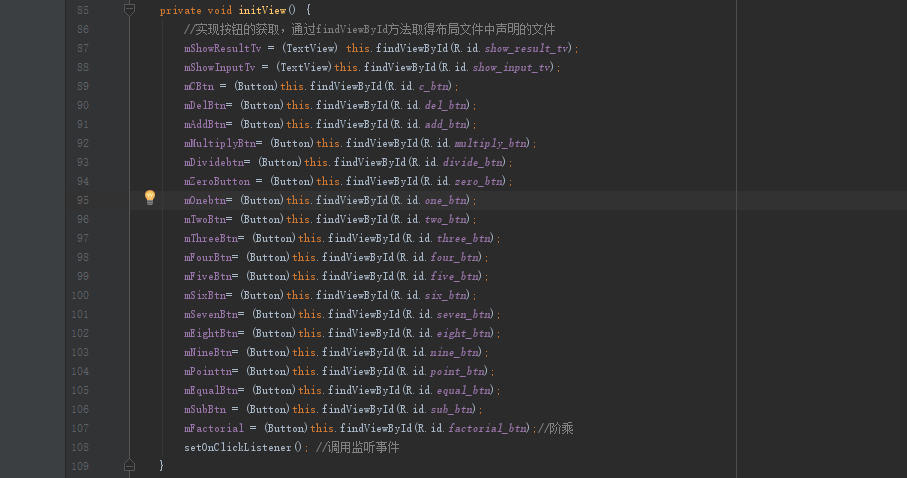 85 private void initView() {
86 //实现按钮的获取，通过findViewById方法取得布局文件中声明的文件
87 mShowResultTv = (TextView) this.findViewById(R.id.show_result_tv);
88 mShowInputTv = (TextView)this.findViewById(R.id.show_input_tv);
89 mCBtn = (Button)this.findViewById(R.id.c_btn);
90 mDelBtn= (Button)this.findViewById(R.id.del_btn);
91 mAddBtn= (Button)this.findViewById(R.id.add_btn);
92 mMultiplyBtn= (Button)this.findViewById(R.id.multiply_btn);
93 mDividebtn= (Button)this.findViewById(R.id.divide_btn);
94 mZeroButton = (Button)this.findViewById(R.id.zero_btn);
95 mOnebtn= (Button)this.findViewById(R.id.one_btn);
96 mTwoBtn= (Button)this.findViewById(R.id.two_btn);
97 mThreeBtn= (Button)this.findViewById(R.id.three_btn);
98 mFourBtn= (Button)this.findViewById(R.id.four_btn);
99 mFiveBtn= (Button)this.findViewById(R.id.five_btn);
100 mSixBtn= (Button)this.findViewById(R.id.six_btn);
101 mSevenBtn= (Button)this.findViewById(R.id.seven_btn);
102 mEightBtn= (Button)this.findViewById(R.id.eight_btn);
103 mNineBtn= (Button)this.findViewById(R.id.nine_btn);
104 mPointtn= (Button)this.findViewById(R.id.point_btn);
105 mEqualBtn= (Button)this.findViewById(R.id.equal_btn);
106 mSubBtn = (Button)this.findViewById(R.id.sub_btn);
107 mFactorial = (Button)this.findViewById(R.id.factorial_btn);//阶乘
108 setOnClickListener(); //调用监听事件
109 }